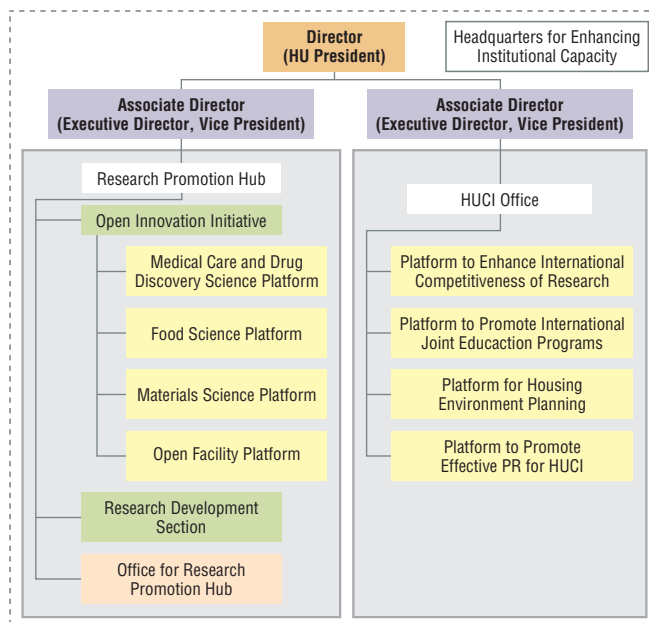 Director
(HU President)
Headquarters for Enhancing
Institutional Capacity
Associate Director
(Executive Director, Vice President)
Associate Director
(Executive Director, Vice President)
Research Promotion Hub
Open Innovation Initiative
Medical Care and Drug
Discovery Science Platform
Food Science Platform
Materials Science Platform
Open Facility Platform
Research Development
Section
Office for Research
Promotion Hub
HUCI Office
Platform to Enhance International
Competitiveness of Research
Platform to Promote International
Joint Educaction Programs
Platform for Housing
Environment Planning
Platform to Promote
Effective PR for HUCI